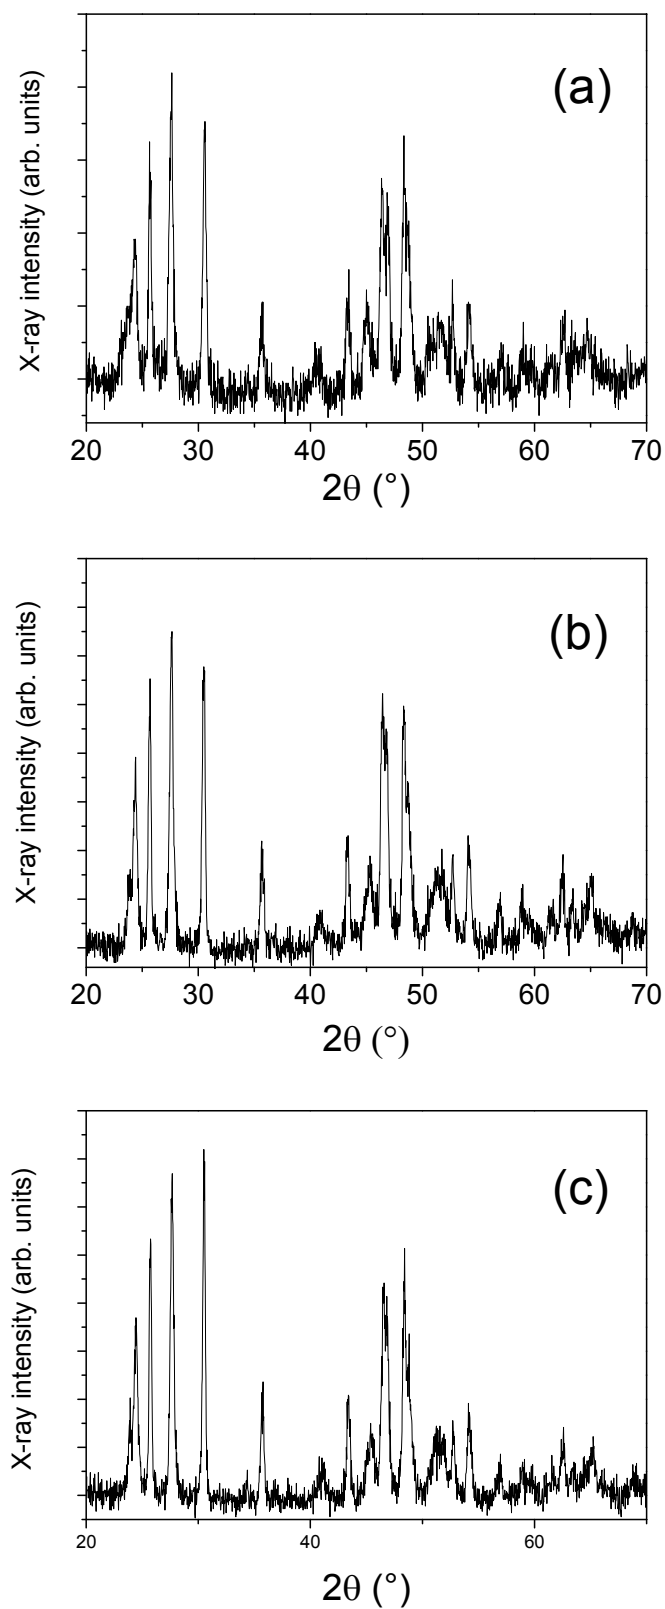 (a)
X-ray intensity (arb. units)
20 30 40 50 60 70
2θ (°)
(b)
X-ray intensity (arb. units)
20 30 40 50 60 70
2θ (°)
(c)
X-ray intensity (arb. units)
20 40 50 60
2θ (°)